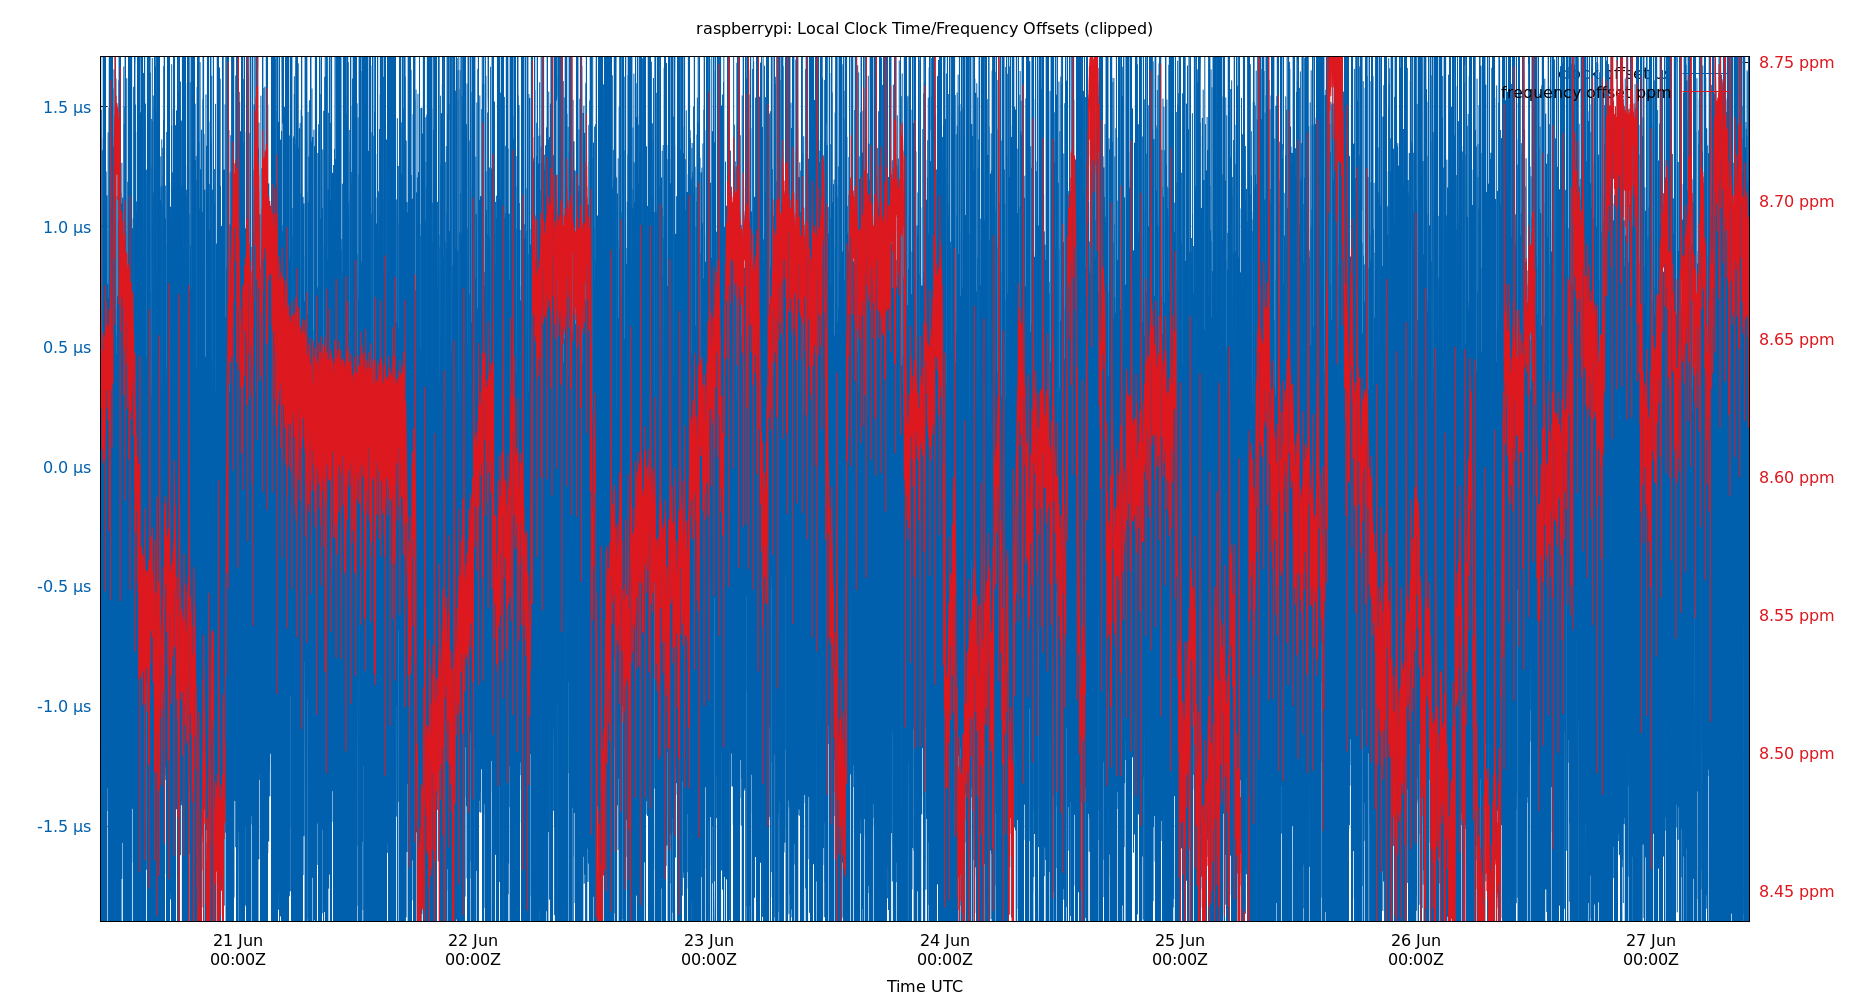 raspberrypi: Local Clock Time/Frequency Offsets (clipped)
clock offset µs
frequency offset ppm
1.5 µs
1.0 µs
0.5 µs
0.0 µs
-0.5 µs
-1.0 µs
-1.5 µs
8.75 ppm
8.70 ppm
8.65 ppm
8.60 ppm
8.55 ppm
8.50 ppm
8.45 ppm
21 Jun
00:00Z
22 Jun
00:00Z
23 Jun
00:00Z
24 Jun
00:00Z
25 Jun
00:00Z
26 Jun
00:00Z
27 Jun
00:00Z
Time UTC